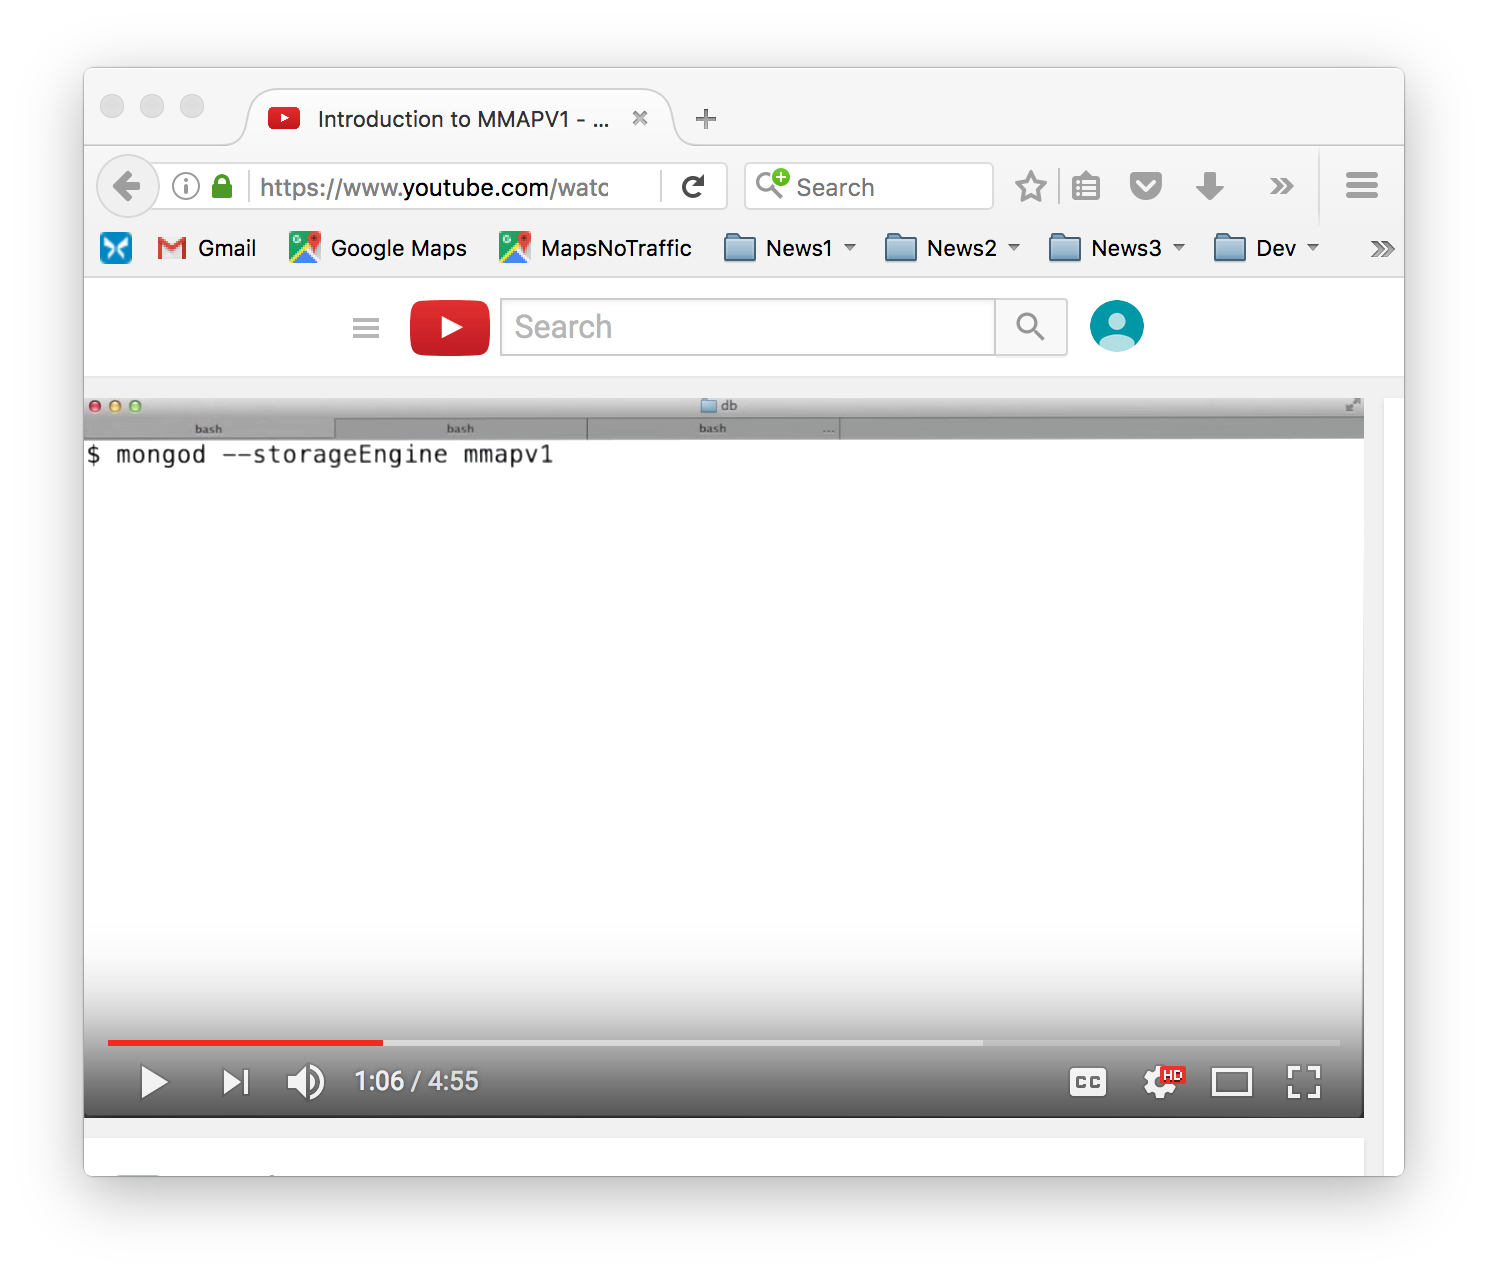 Introduction to MMAPV1 - ...
https://www.youtube.com/watc
Search
Gmail
Google Maps
MapsNoTraffic
News1
News2
News3
Dev
Search
db
bash
bash
bash
...
$ mongod --storageEngine mmapv1
1:06 / 4:55
CC
HD